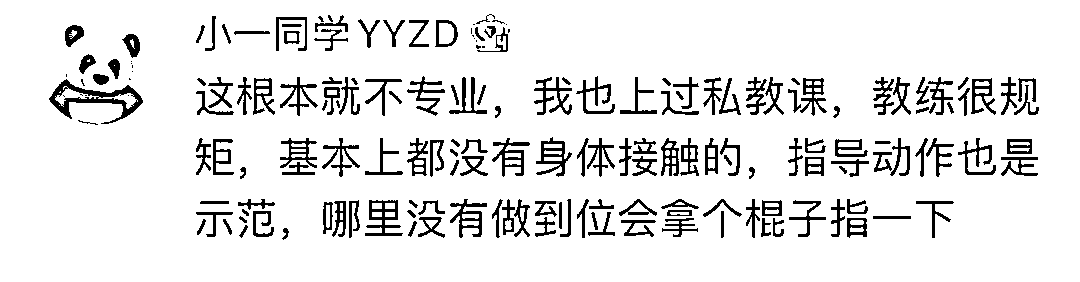 小一同学YYZD
这根本就不专业，我也上过私教课，教练很规
矩，基本上都没有身体接触的，指导动作也是
示范，哪里没有做到位会拿个棍子指一下